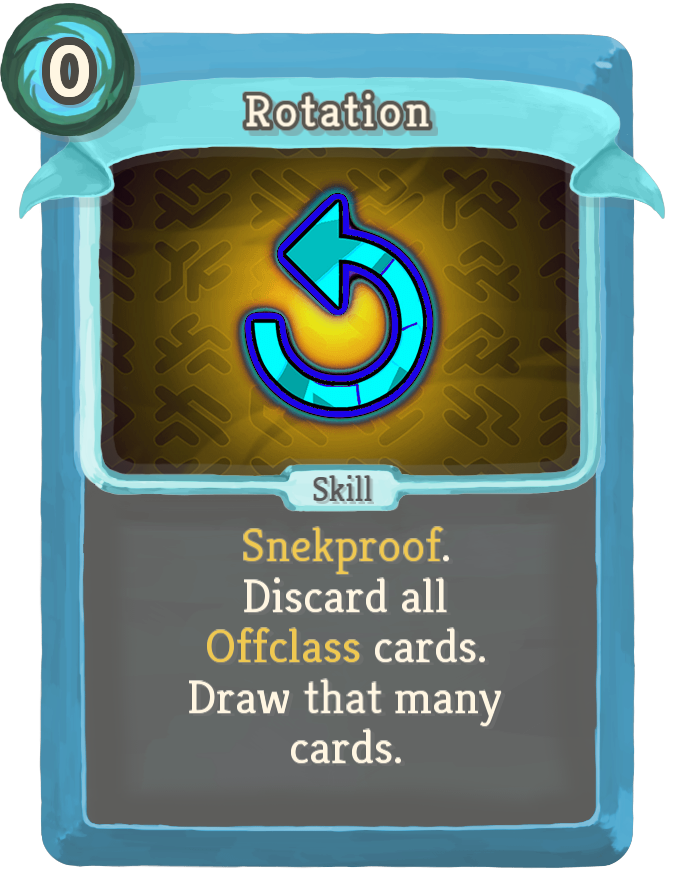 0
Rotation
Skill
Snekproof.
Discard all
Offclass cards.
Draw that many
cards.